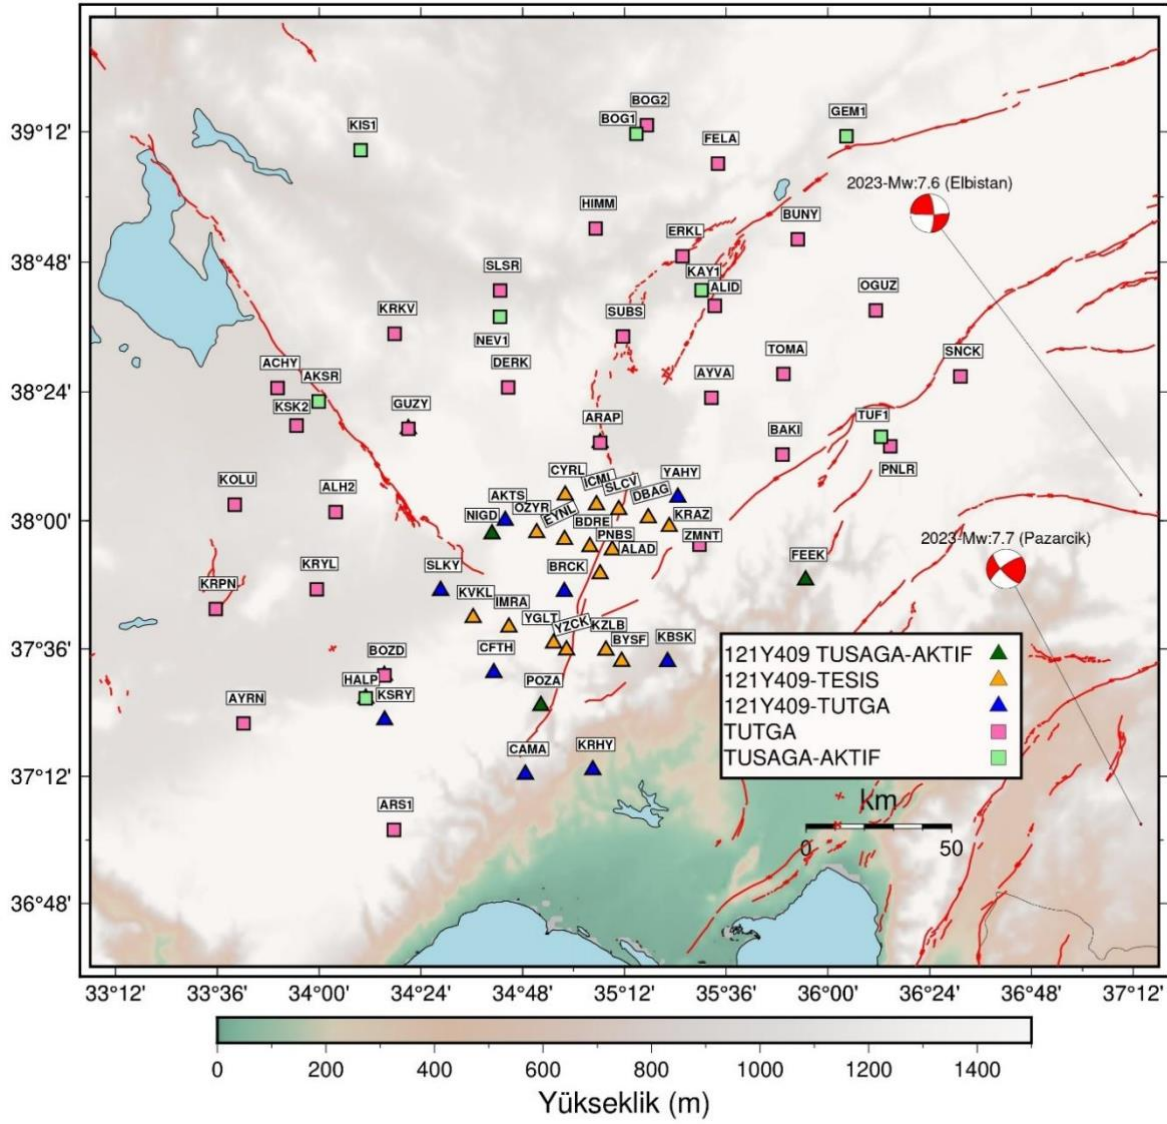 BOG2
BOG1
GEM1
KIS1
FELA
39°12'
2023-Mw:7.6 (Elbistan)
HIMM
BUNY
ERKL
38°48'
SLSR
KAY1
ALID
OGUZ
KRKV
SUBS
NEV1
TOMA
SNCK
DERK
ACHY
AKSR
AYVA
38°24'
KSK2
GUZY
ARAP
TUF1
BAKI
PNLR
CYRL
ICMI
SLCV
YAHY
KOLU
ALH2
AKTS
DBAG
OZYR
NIGD
EYNL
KRAZ
38°00'
BDRE
PNBS
ZMNT
2023-Mw:7.7 (Pazarcik)
ALAD
FEEK
SLKY
BRCK
KRYL
KRPN
KVKL
IMRA
YGLT
YZCK
KZLB
37°36'
BYSF
KBSK
CFTH
BOZD
121Y409 TUSAGA-AKTIF
HALP
POZA
121Y409-TESIS
KSRY
AYRN
121Y409-TUTGA
TUTGA
CAMA
KRHY
TUSAGA-AKTIF
37°12'
ARS1
km
0
50
36°48'
33°12' 33°36' 34°00' 34°24' 34°48' 35°12' 35°36' 36°00' 36°24' 36°48' 37°12'
0 200 400 600 800 1000 1200 1400
Yükseklik (m)